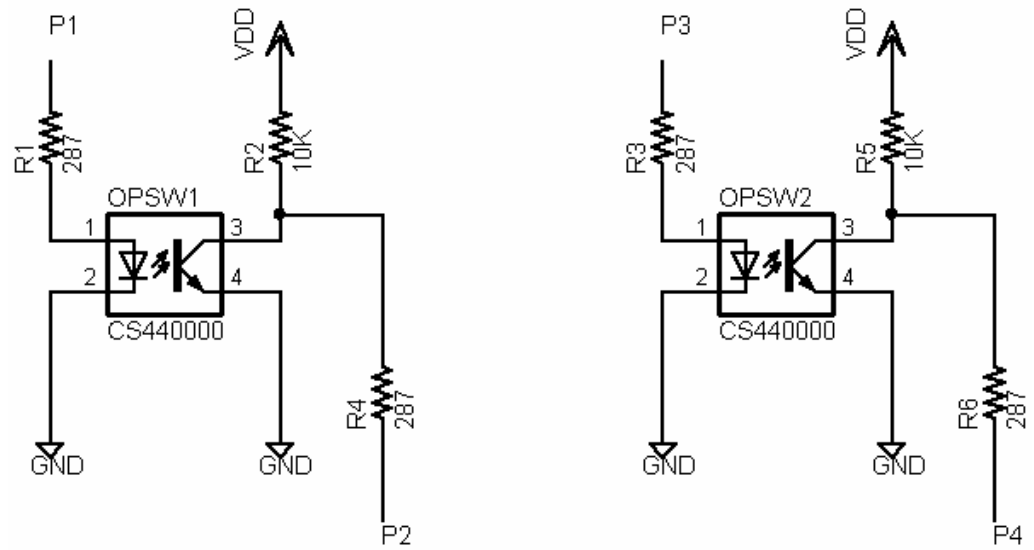 P1
VDD
R1
287
R2
10K
OPSW1
1
2
3
4
CS440000
R4
287
GND
GND
P2
P3
VDD
R3
287
R5
10K
OPSW2
1
2
3
4
CS440000
R6
287
GND
GND
P4